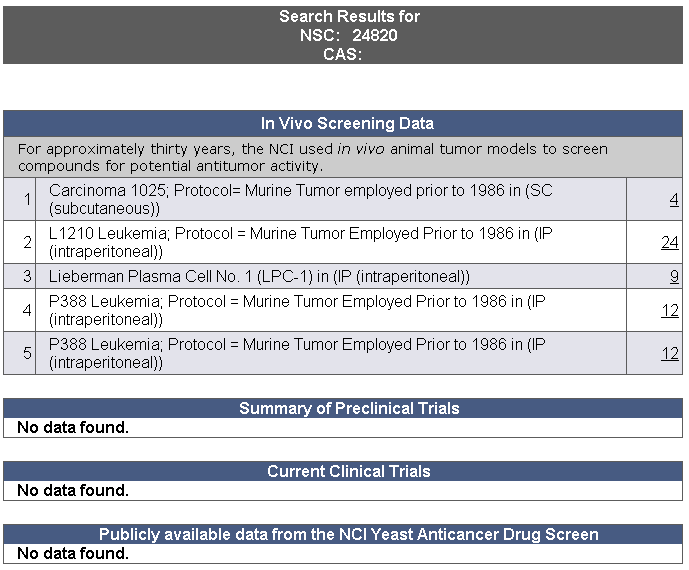 Search Results for
NSC: 24820
CAS:
In Vivo Screening Data
For approximately thirty years, the NCI used in vivo animal tumor models to screen
compounds for potential antitumor activity.
1 Carcinoma 1025; Protocol= Murine Tumor employed prior to 1986 in (SC
(subcutaneous)) 4
2 L1210 Leukemia; Protocol = Murine Tumor Employed Prior to 1986 in (IP
(intraperitoneal)) 24
3 Lieberman Plasma Cell No. 1 (LPC-1) in (IP (intraperitoneal)) 9
4 P388 Leukemia; Protocol = Murine Tumor Employed Prior to 1986 in (IP
(intraperitoneal)) 12
5 P388 Leukemia; Protocol = Murine Tumor Employed Prior to 1986 in (IP
(intraperitoneal)) 12
Summary of Preclinical Trials
No data found.
Current Clinical Trials
No data found.
Publicly available data from the NCI Yeast Anticancer Drug Screen
No data found.